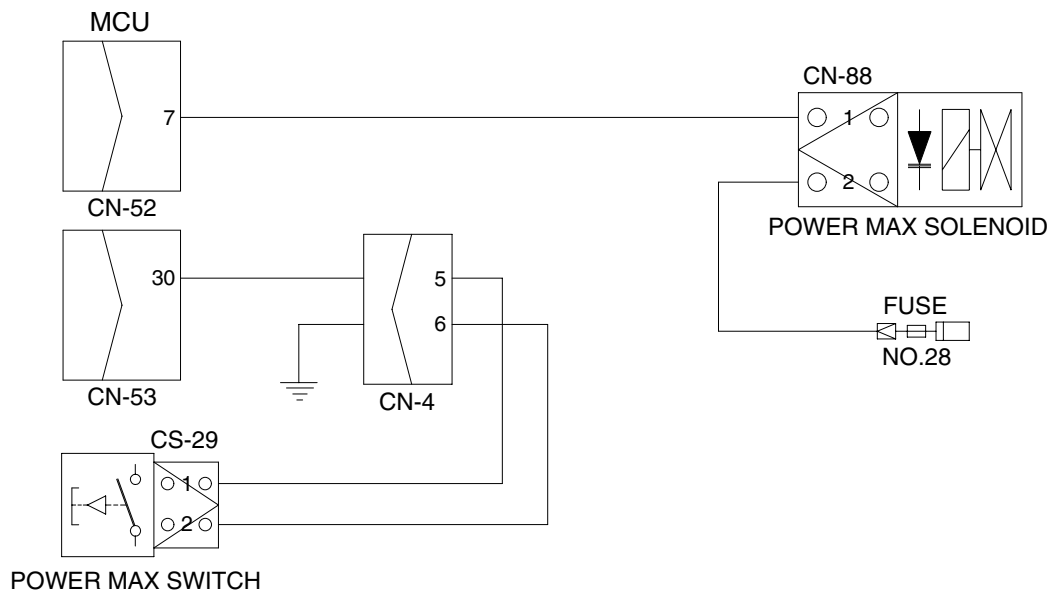 MCU
7
CN-52
CN-88
1
2
POWER MAX SOLENOID
30
CN-53
5
6
CN-4
FUSE
NO.28
CS-29
1
2
POWER MAX SWITCH